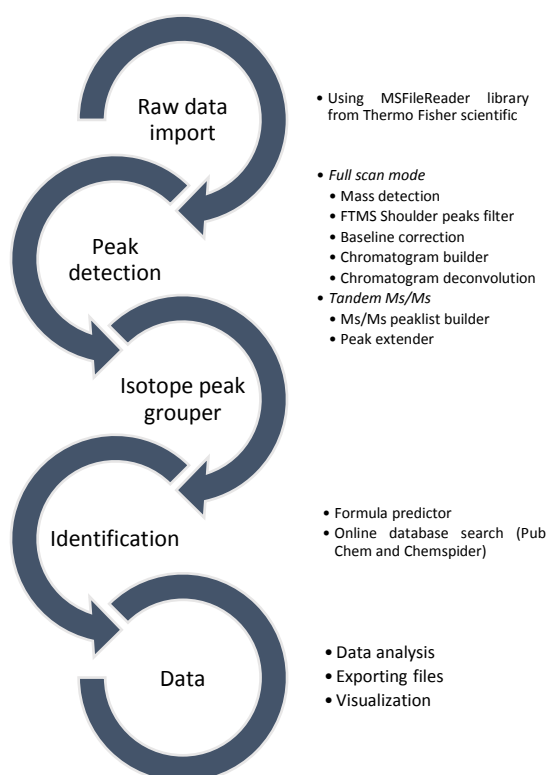 Raw data
import
• Using MSFileReader library
from Thermo Fisher scientific
Peak
detection
• Full scan mode
• Mass detection
• FTMS Shoulder peaks filter
• Baseline correction
• Chromatogram builder
• Chromatogram deconvolution
• Tandem Ms/Ms
• Ms/Ms peaklist builder
• Peak extender
Isotope peak
grouper
Identification
• Formula predictor
• Online database search (Pub
Chem and Chemspider)
Data
• Data analysis
• Exporting files
• Visualization